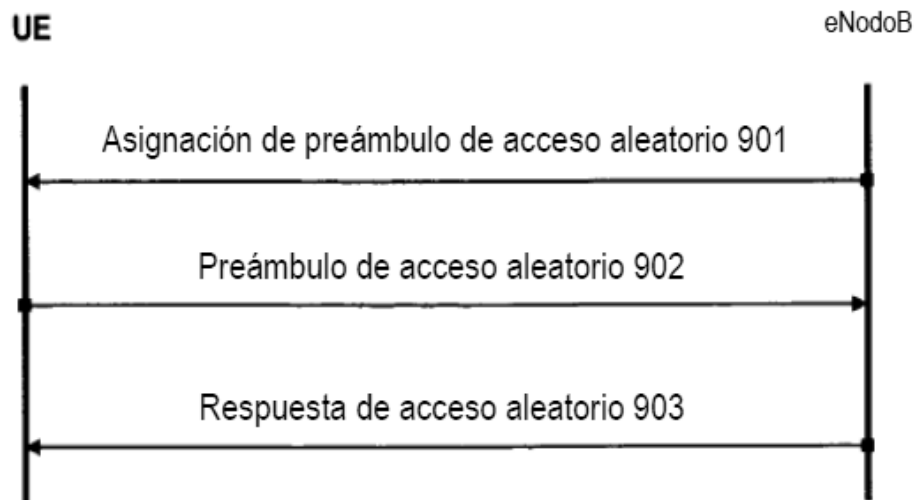 UE
eNodoB
Asignación de preámbulo de acceso aleatorio 901
Preámbulo de acceso aleatorio 902
Respuesta de acceso aleatorio 903